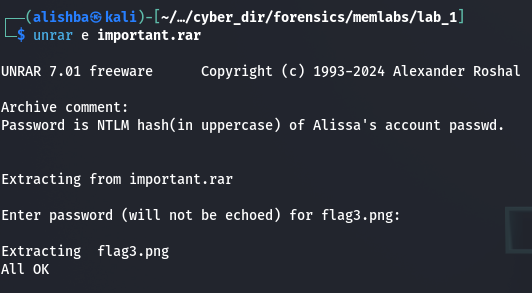 ┌──(alishba㉿kali)-[~/…/cyber_dir/forensics/memlabs/lab_1]
└─$ unrar e important.rar
UNRAR 7.01 freeware      Copyright (c) 1993-2024 Alexander Roshal
Archive comment:
Password is NTLM hash(in uppercase) of Alissa's account passwd.
Extracting from important.rar
Enter password (will not be echoed) for flag3.png:
Extracting  flag3.png
All OK